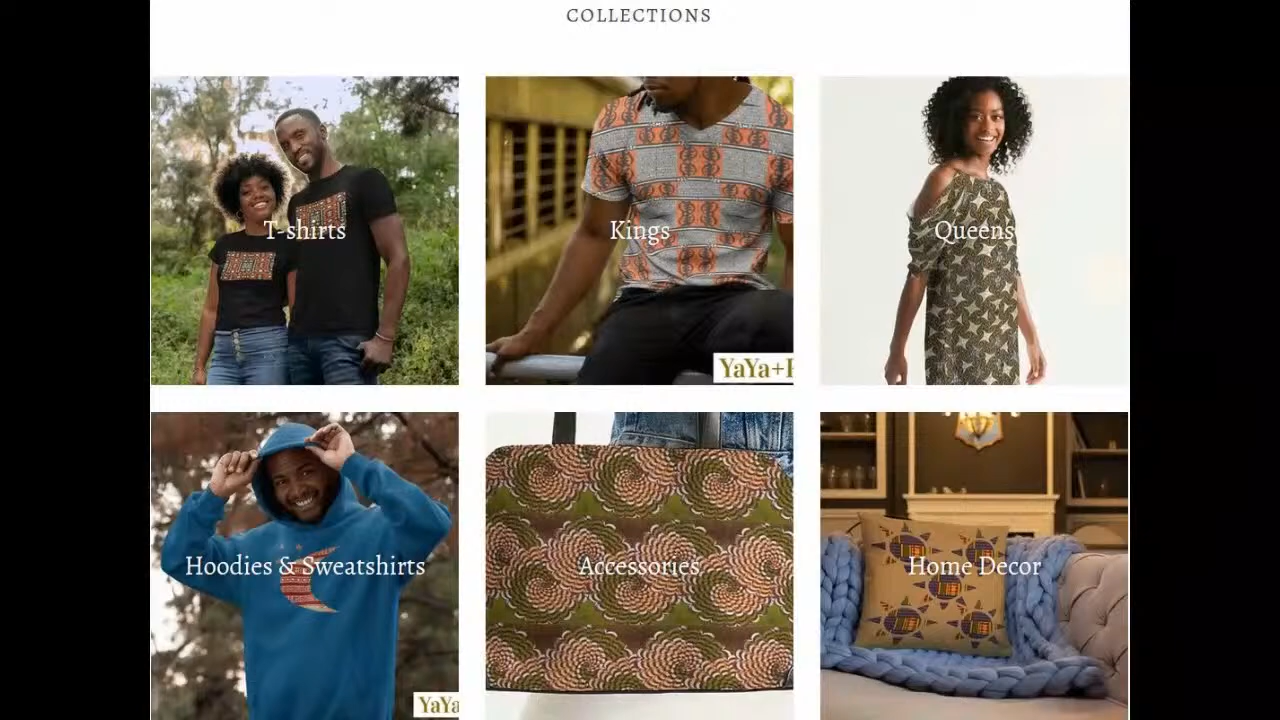 COLLECTIONS
T-shirts
Kings
Queens
YaYa+
Hoodies & Sweatshirts
Accessories
Home Decor
YaYa